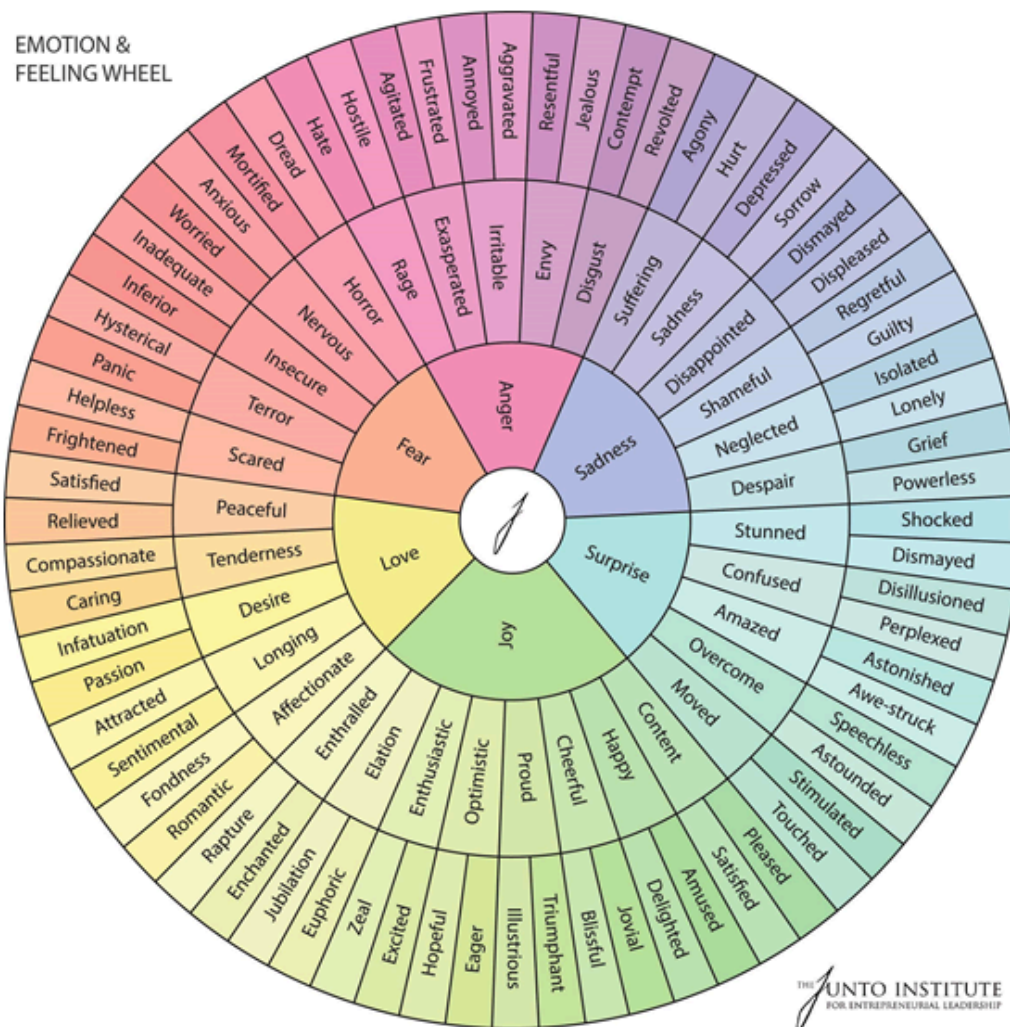 EMOTION &
FEELING WHEEL
Anger
Sadness
Surprise
Joy
Love
Fear
Rage
Exasperated
Irritable
Envy
Disgust
Suffering
Sadness
Disappointed
Shameful
Neglected
Despair
Stunned
Confused
Amazed
Overcome
Moved
Content
Happy
Cheerful
Proud
Optimistic
Enthusiastic
Elation
Enthralled
Affectionate
Longing
Desire
Tenderness
Peaceful
Scared
Terror
Insecure
Nervous
Horror
Hate
Hostile
Agitated
Frustrated
Annoyed
Aggravated
Resentful
Jealous
Contempt
Revolted
Agony
Hurt
Depressed
Sorrow
Dismayed
Displeased
Regretful
Guilty
Isolated
Lonely
Grief
Powerless
Shocked
Dismayed
Disillusioned
Perplexed
Astonished
Awe-struck
Speechless
Astounded
Stimulated
Touched
Pleased
Satisfied
Amused
Delighted
Jovial
Blissful
Triumphant
Illustrious
Eager
Hopeful
Excited
Zeal
Euphoric
Jubilation
Enchanted
Rapture
Romantic
Fondness
Sentimental
Attracted
Passion
Infatuation
Caring
Compassionate
Relieved
Satisfied
Frightened
Helpless
Panic
Hysterical
Inferior
Inadequate
Worried
Anxious
Mortified
Dread
J
THE JUNTO INSTITUTE
FOR ENTREPRENEURIAL LEADERSHIP